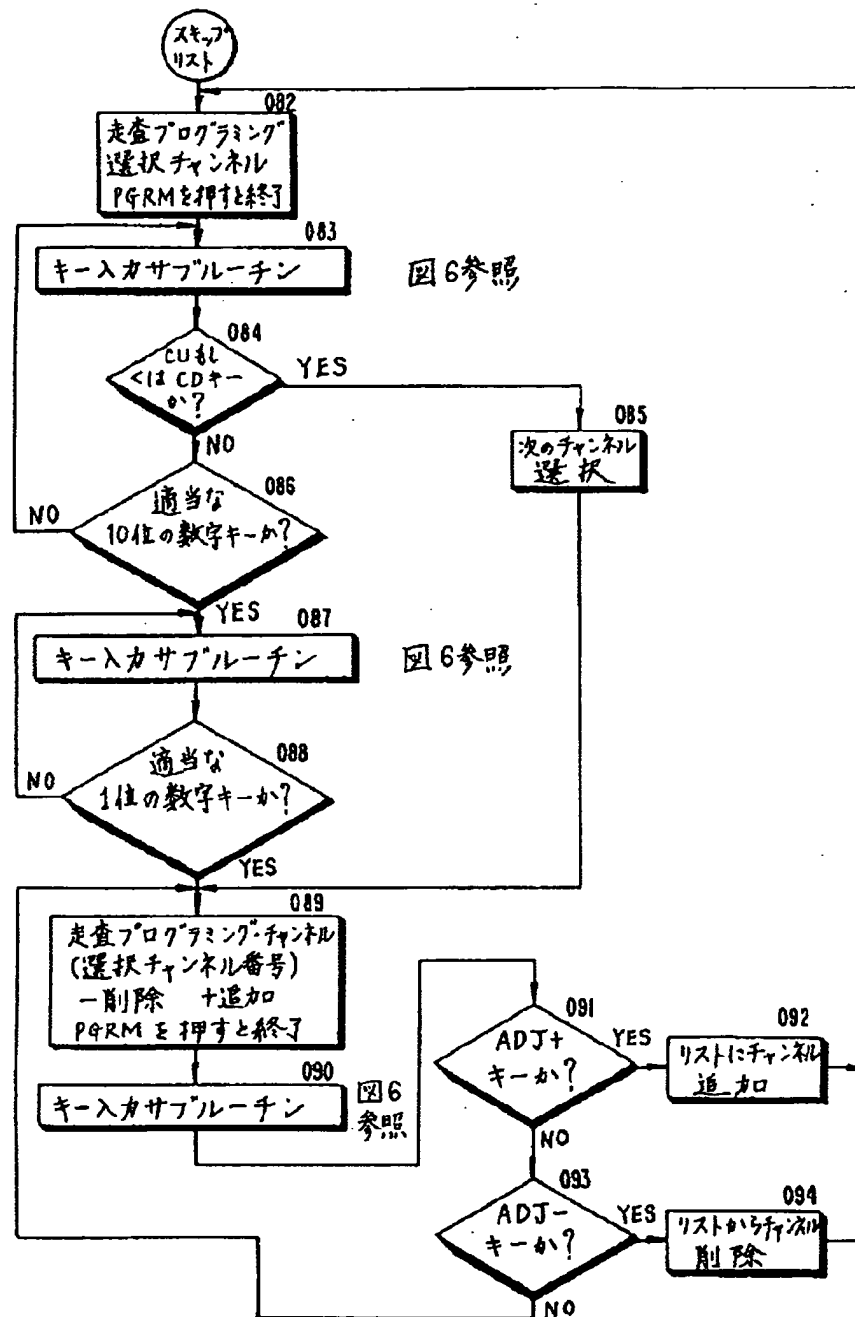 スキップ
リスト
082
走査プログラミング
選択チャンネル
PGRMを押すと終了
083
キー入力サブルーチン
図6参照
084
CUもし
くはCDキー
か?
YES
NO
085
次のチャンネル
選択
086
適当な
10位の数字キーか?
NO
YES
087
キー入力サブルーチン
図6参照
088
適当な
1位の数字キーか?
NO
YES
089
走査プログラミング・チャンネル
(選択チャンネル番号)
-削除 +追加
PGRMを押すと終了
090
キー入力サブルーチン
図6
参照
091
ADJ+
キーか?
YES
NO
092
リストにチャンネル
追加
093
ADJ-
キーか?
YES
NO
094
リストからチャンネル
削除